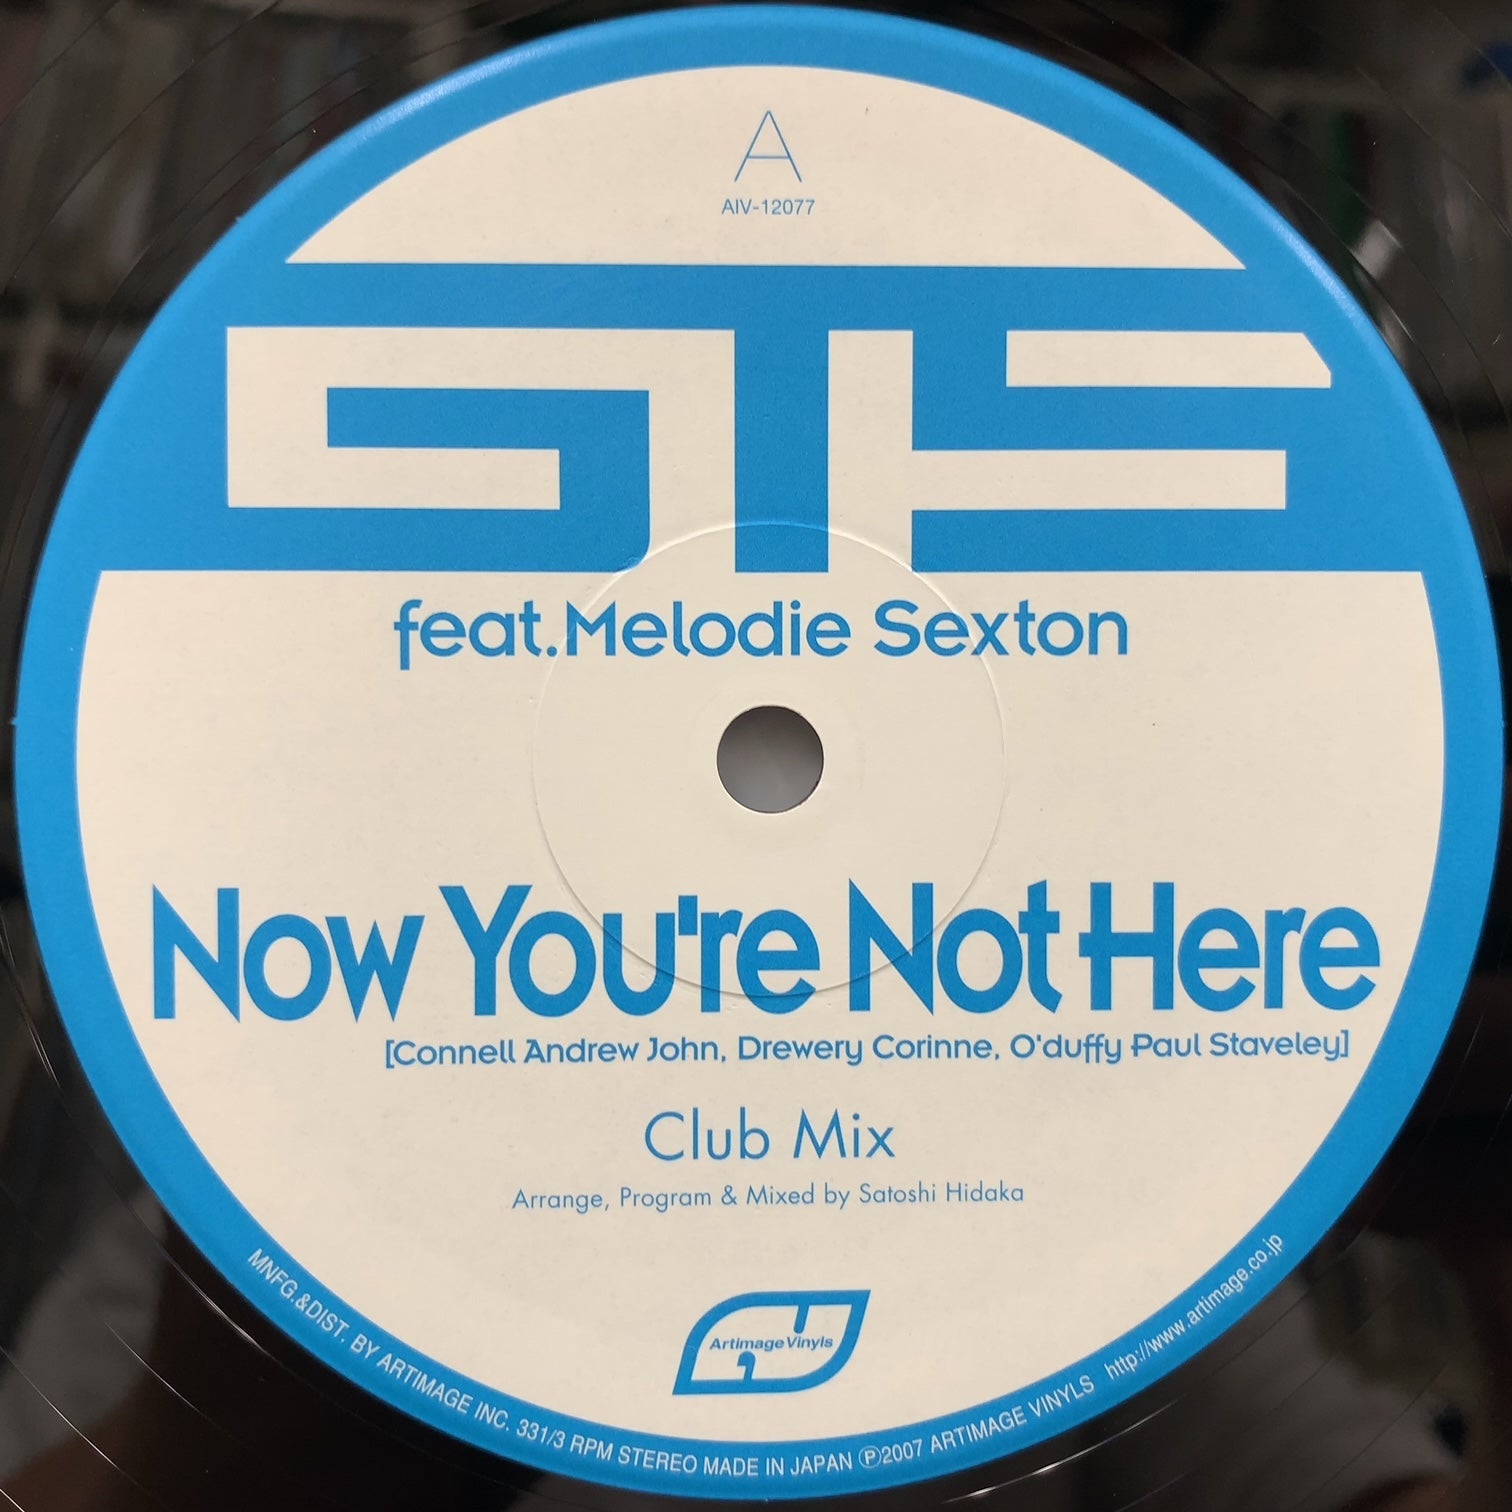 A
AIV-12077
GTS
feat.Melodie Sexton
Now You're Not Here
[Connell Andrew John, Drewery Corinne, O'duffy Paul Staveley]
Club Mix
Arrange, Program & Mixed by Satoshi Hidaka
Artimage Vinyls
MNFG.&DIST. BY ARTIMAGE INC. 331/3 RPM STEREO MADE IN JAPAN Ⓟ2007 ARTIMAGE VINYLS http://www.artimage.co.jp